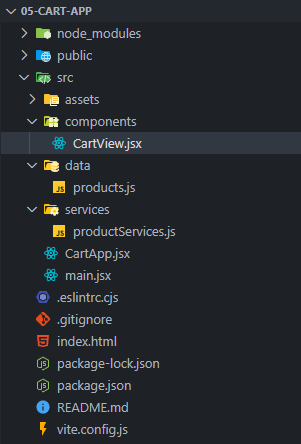 05-CART-APP
node_modules
public
src
assets
components
CartView.jsx
data
JS products.js
services
JS productServices.js
CartApp.jsx
main.jsx
.eslintrc.cjs
.gitignore
index.html
package-lock.json
package.json
README.md
vite.config.js